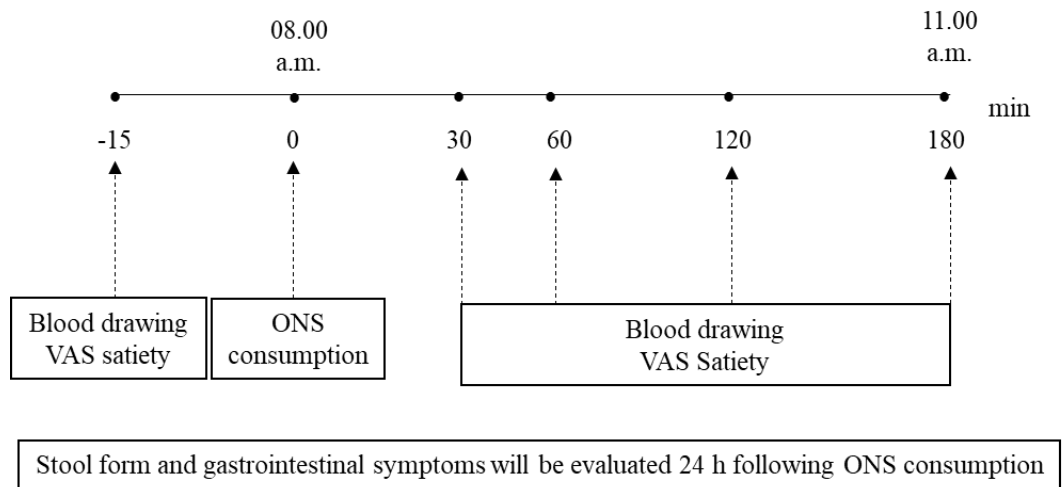 08.00
a.m.
11.00
a.m.
min
-15 0 30 60 120 180
Blood drawing
VAS satiety
ONS
consumption
Blood drawing
VAS Satiety
Stool form and gastrointestinal symptoms will be evaluated 24 h following ONS consumption